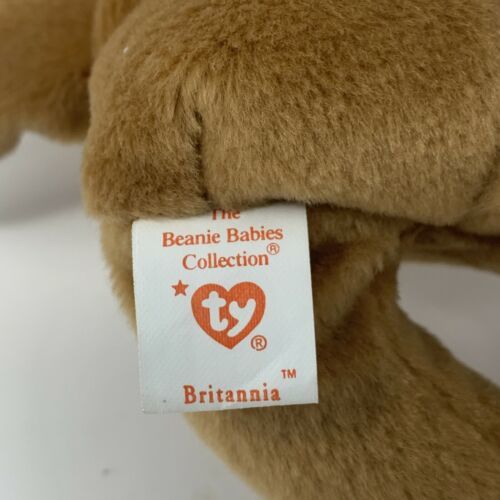 The
Beanie Babies
Collection®
ty®
Britannia™